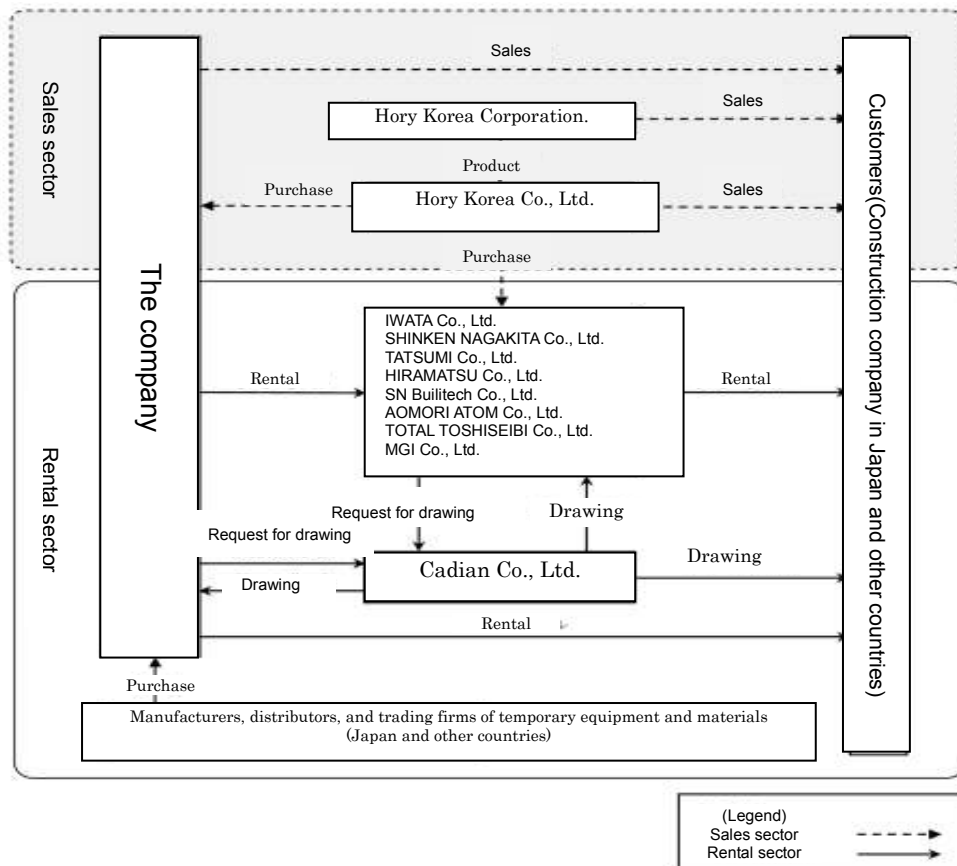 Sales sector
The company
Sales
Hory Korea Corporation.
Sales
Product
Purchase
Hory Korea Co., Ltd.
Sales
Customers(Construction company in Japan and other countries)
Purchase
Rental sector
IWATA Co., Ltd.
SHINKEN NAGAKITA Co., Ltd.
TATSUMI Co., Ltd.
HIRAMATSU Co., Ltd.
SN Builitech Co., Ltd.
AOMORI ATOM Co., Ltd.
TOTAL TOSHISEIBI Co., Ltd.
MGI Co., Ltd.
Rental
Rental
Request for drawing
Drawing
Request for drawing
Cadian Co., Ltd.
Drawing
Drawing
Rental
Purchase
Manufacturers, distributors, and trading firms of temporary equipment and materials
(Japan and other countries)
(Legend)
Sales sector
Rental sector